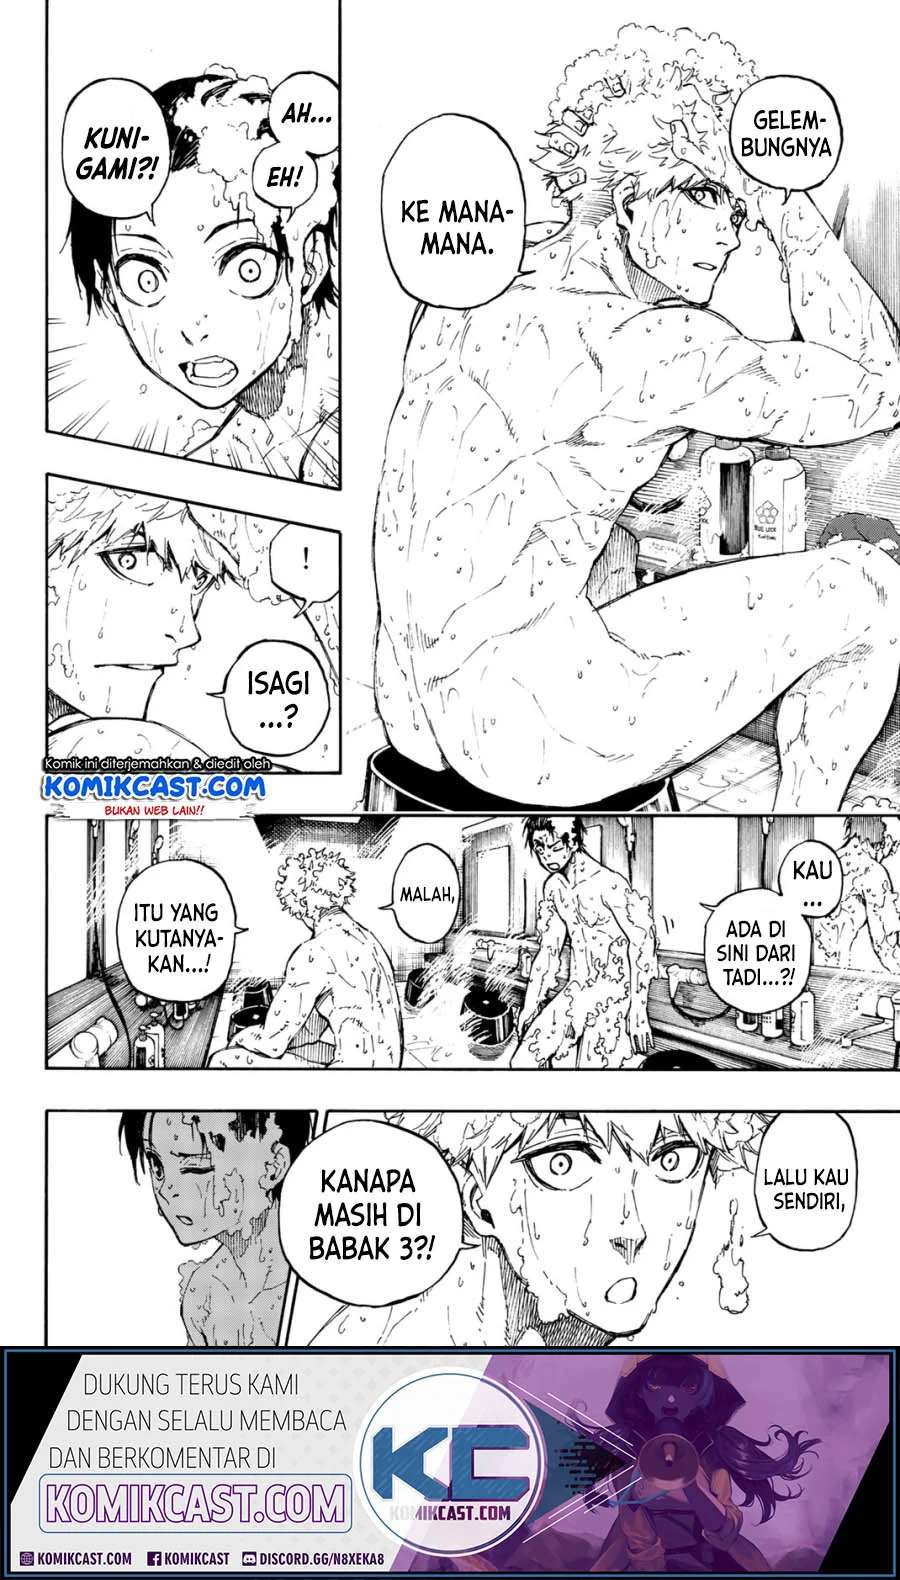 GELEM-
BUNGNYA
KE MANA-
MANA.
AH...
EH!
KUNI-
GAMI?!
!
ISAGI
...?
Komik ini diterjemahkan & diedit oleh
KOMIKCAST.COM
BUKAN WEB LAIN!!
KAU
...
ADA DI
SINI DARI
TADI...?!
MALAH,
ITU YANG
KUTANYA-
KAN...!
LALU KAU
SENDIRI,
KANAPA
MASIH DI
BABAK 3?!
DUKUNG TERUS KAMI
DENGAN SELALU MEMBACA
DAN BERKOMENTAR DI
KOMIKCAST.COM
KC
KOMIKCAST.COM
KOMIKCAST.COM
KOMIKCAST
DISCORD.GG/N8XEKA8